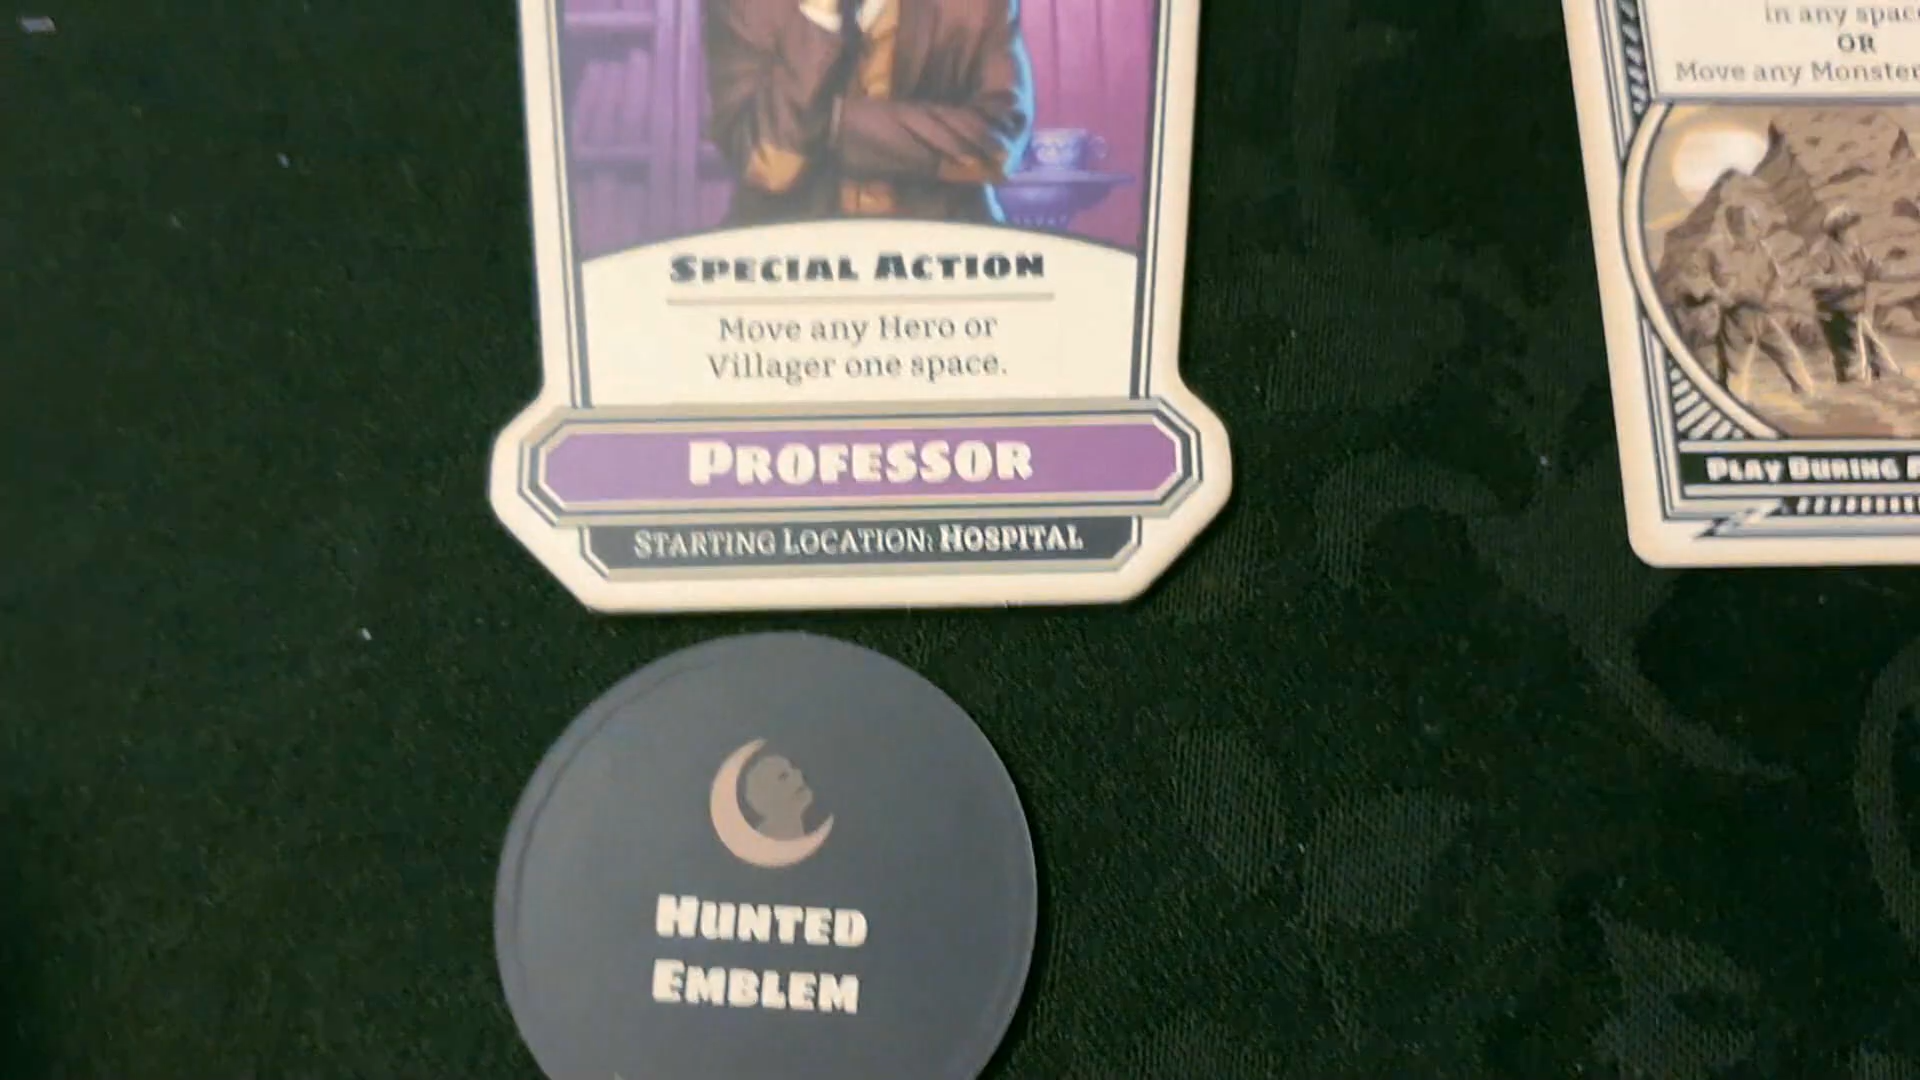 SPECIAL ACTION
Move any Hero or
Villager one space.
PROFESSOR
STARTING LOCATION: HOSPITAL
HUNTED
EMBLEM
in any
OR
Move any Monster
PLAY DURING